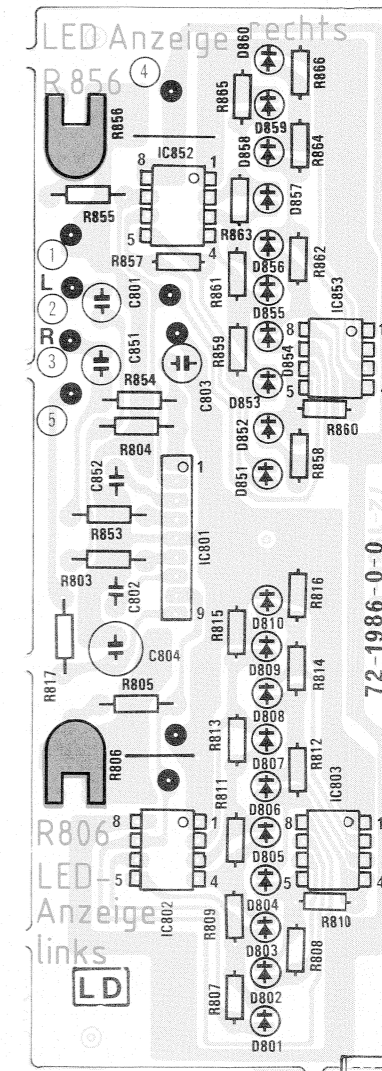 LED Anzeige rechts
R 856
4
D860
R866
R865
R856
D859
IC852
D858
R864
8
1
R855
D857
5
4
R863
1
R857
D856
R862
L
2
C801
R861
D855
IC853
R
3
C851
R859
8
1
D854
R854
C803
D853
5
5
R804
D852
R860
C852
1
D851
R858
R853
IC801
R803
C802
R816
72-1986-0-0
9
R815
D810
R817
C804
D809
R814
R805
D808
R813
R806
D807
R812
R811
IC803
8
1
D806
8
1
R806
D805
LED-
5
4
5
4
Anzeige
IC802
R809
D804
R810
links
D803
R808
LD
R807
D802
D801